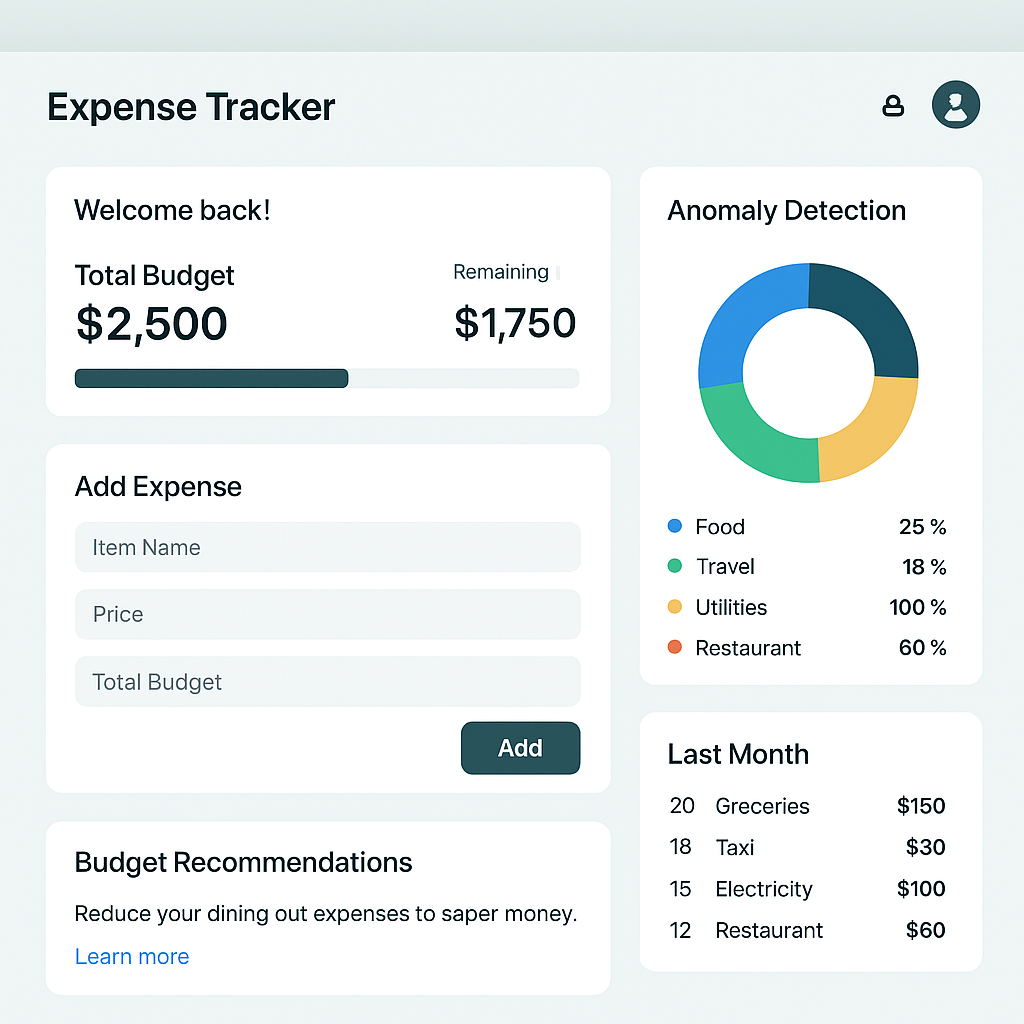 Expense Tracker
Welcome back!
Total Budget
Remaining
$2,500
$1,750
Add Expense
Item Name
Price
Total Budget
Add
Budget Recommendations
Reduce your dining out expenses to saper money.
Learn more
Anomaly Detection
Food 25 %
Travel 18 %
Utilities 100 %
Restaurant 60 %
Last Month
20 Greceries $150
18 Taxi $30
15 Electricity $100
12 Restaurant $60